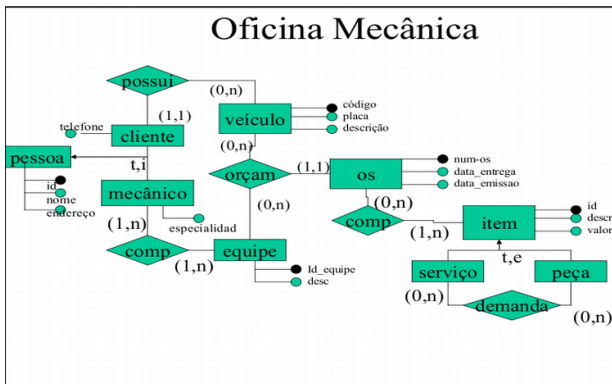 Oficina Mecânica
possui
(0,n)
(1,1)
veículo
código
placa
descrição
telefone
cliente
(0,n)
pessoa
t,i
orçam
(1,1)
os
num-os
data_entrega
data_emissao
id
nome
endereço
mecânico
(1,n)
especialidad
(0,n)
(0,n)
comp
(1,n)
item
id
descr
valor
comp
(1,n)
equipe
Id_equipe
desc
t,e
serviço
peça
(0,n)
demanda
(0,n)